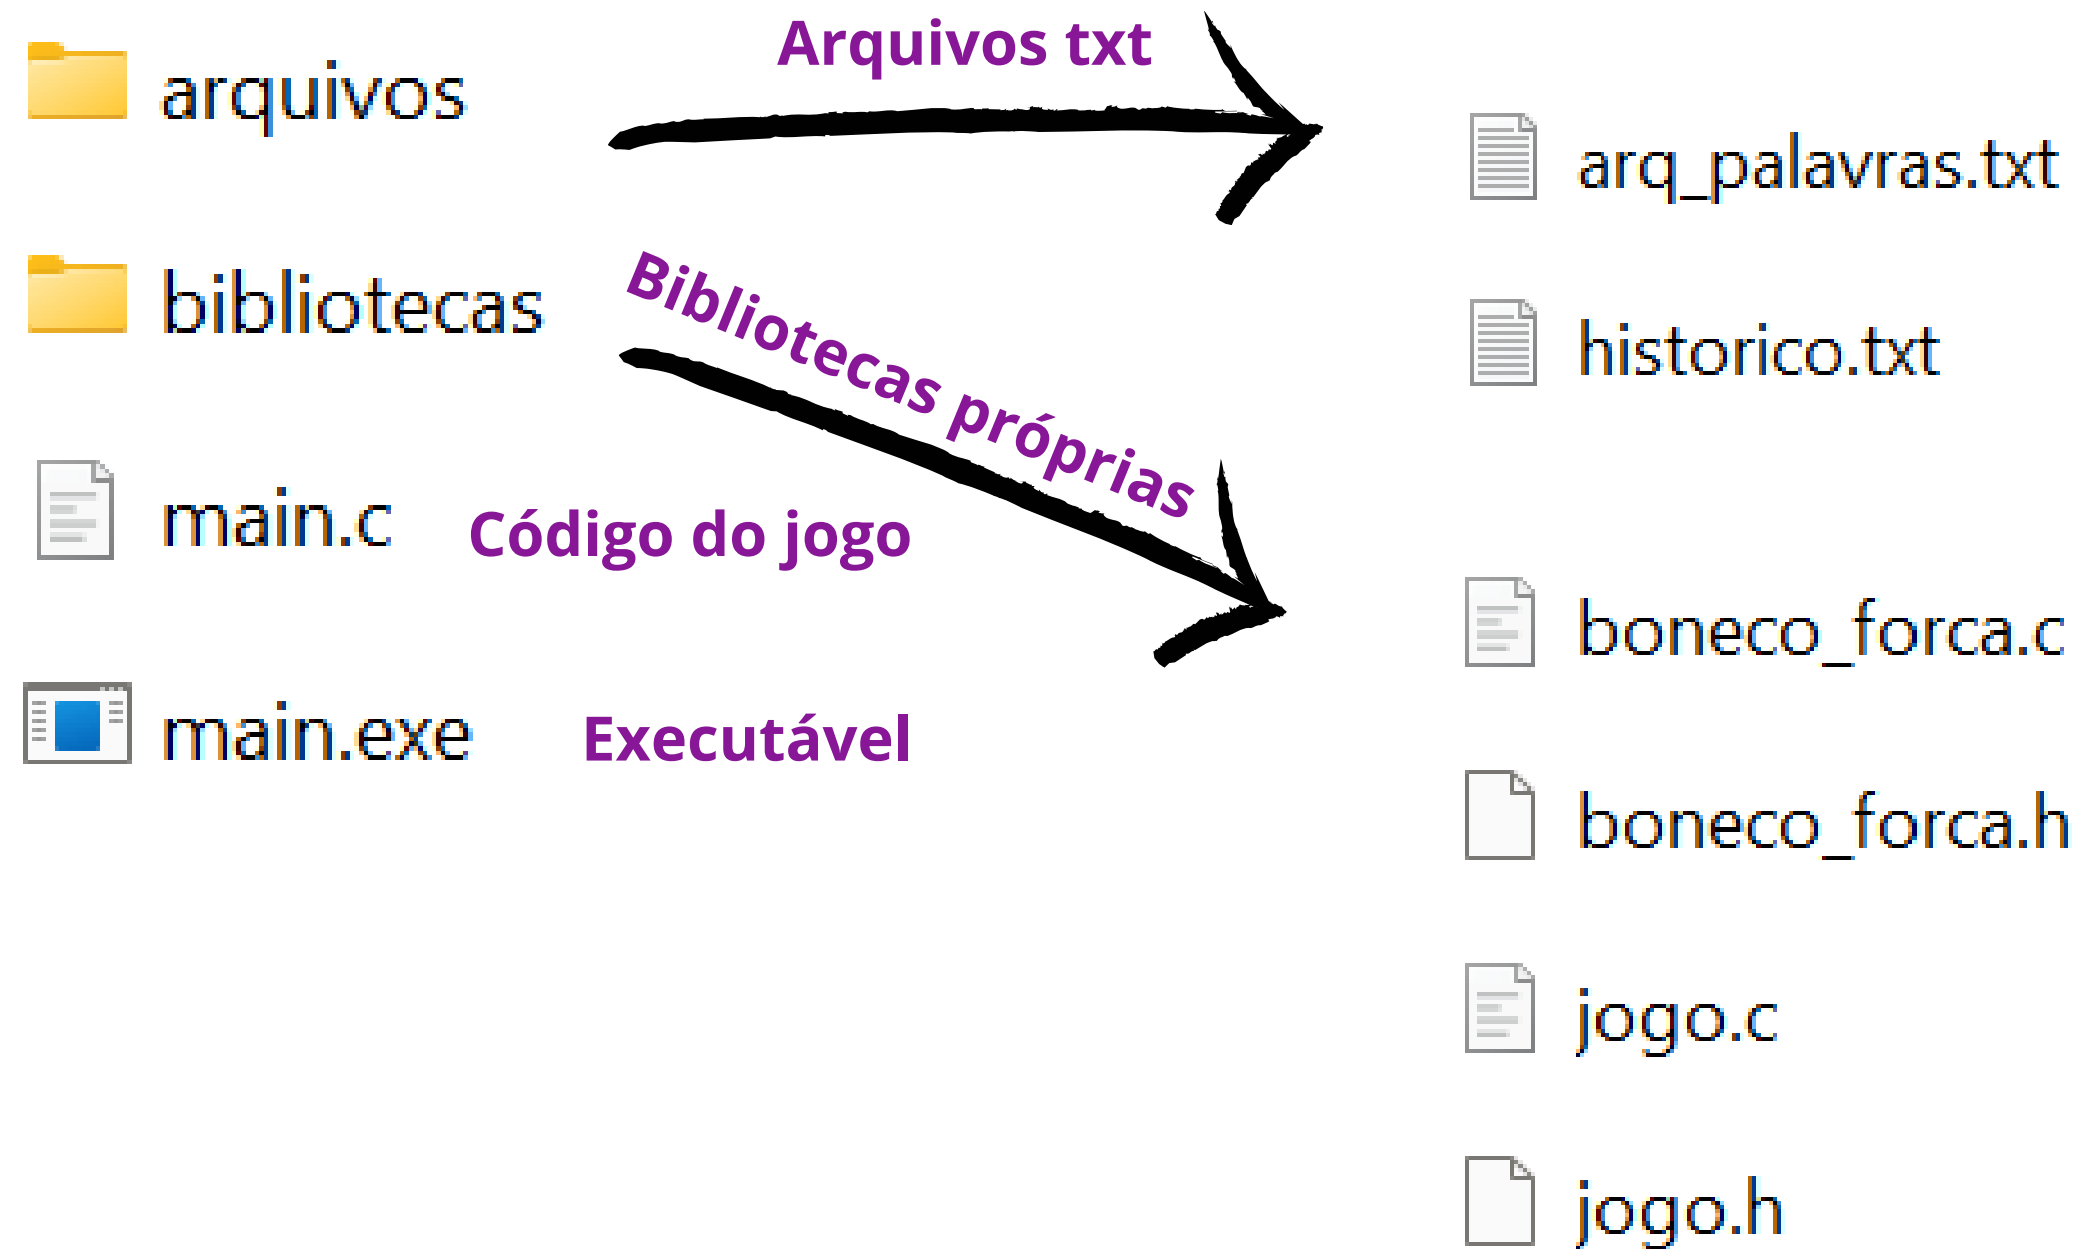 arquivos
Arquivos txt
arq_palavras.txt
historico.txt
bibliotecas
Bibliotecas próprias
boneco_forca.c
boneco_forca.h
jogo.c
jogo.h
main.c
Código do jogo
main.exe
Executável